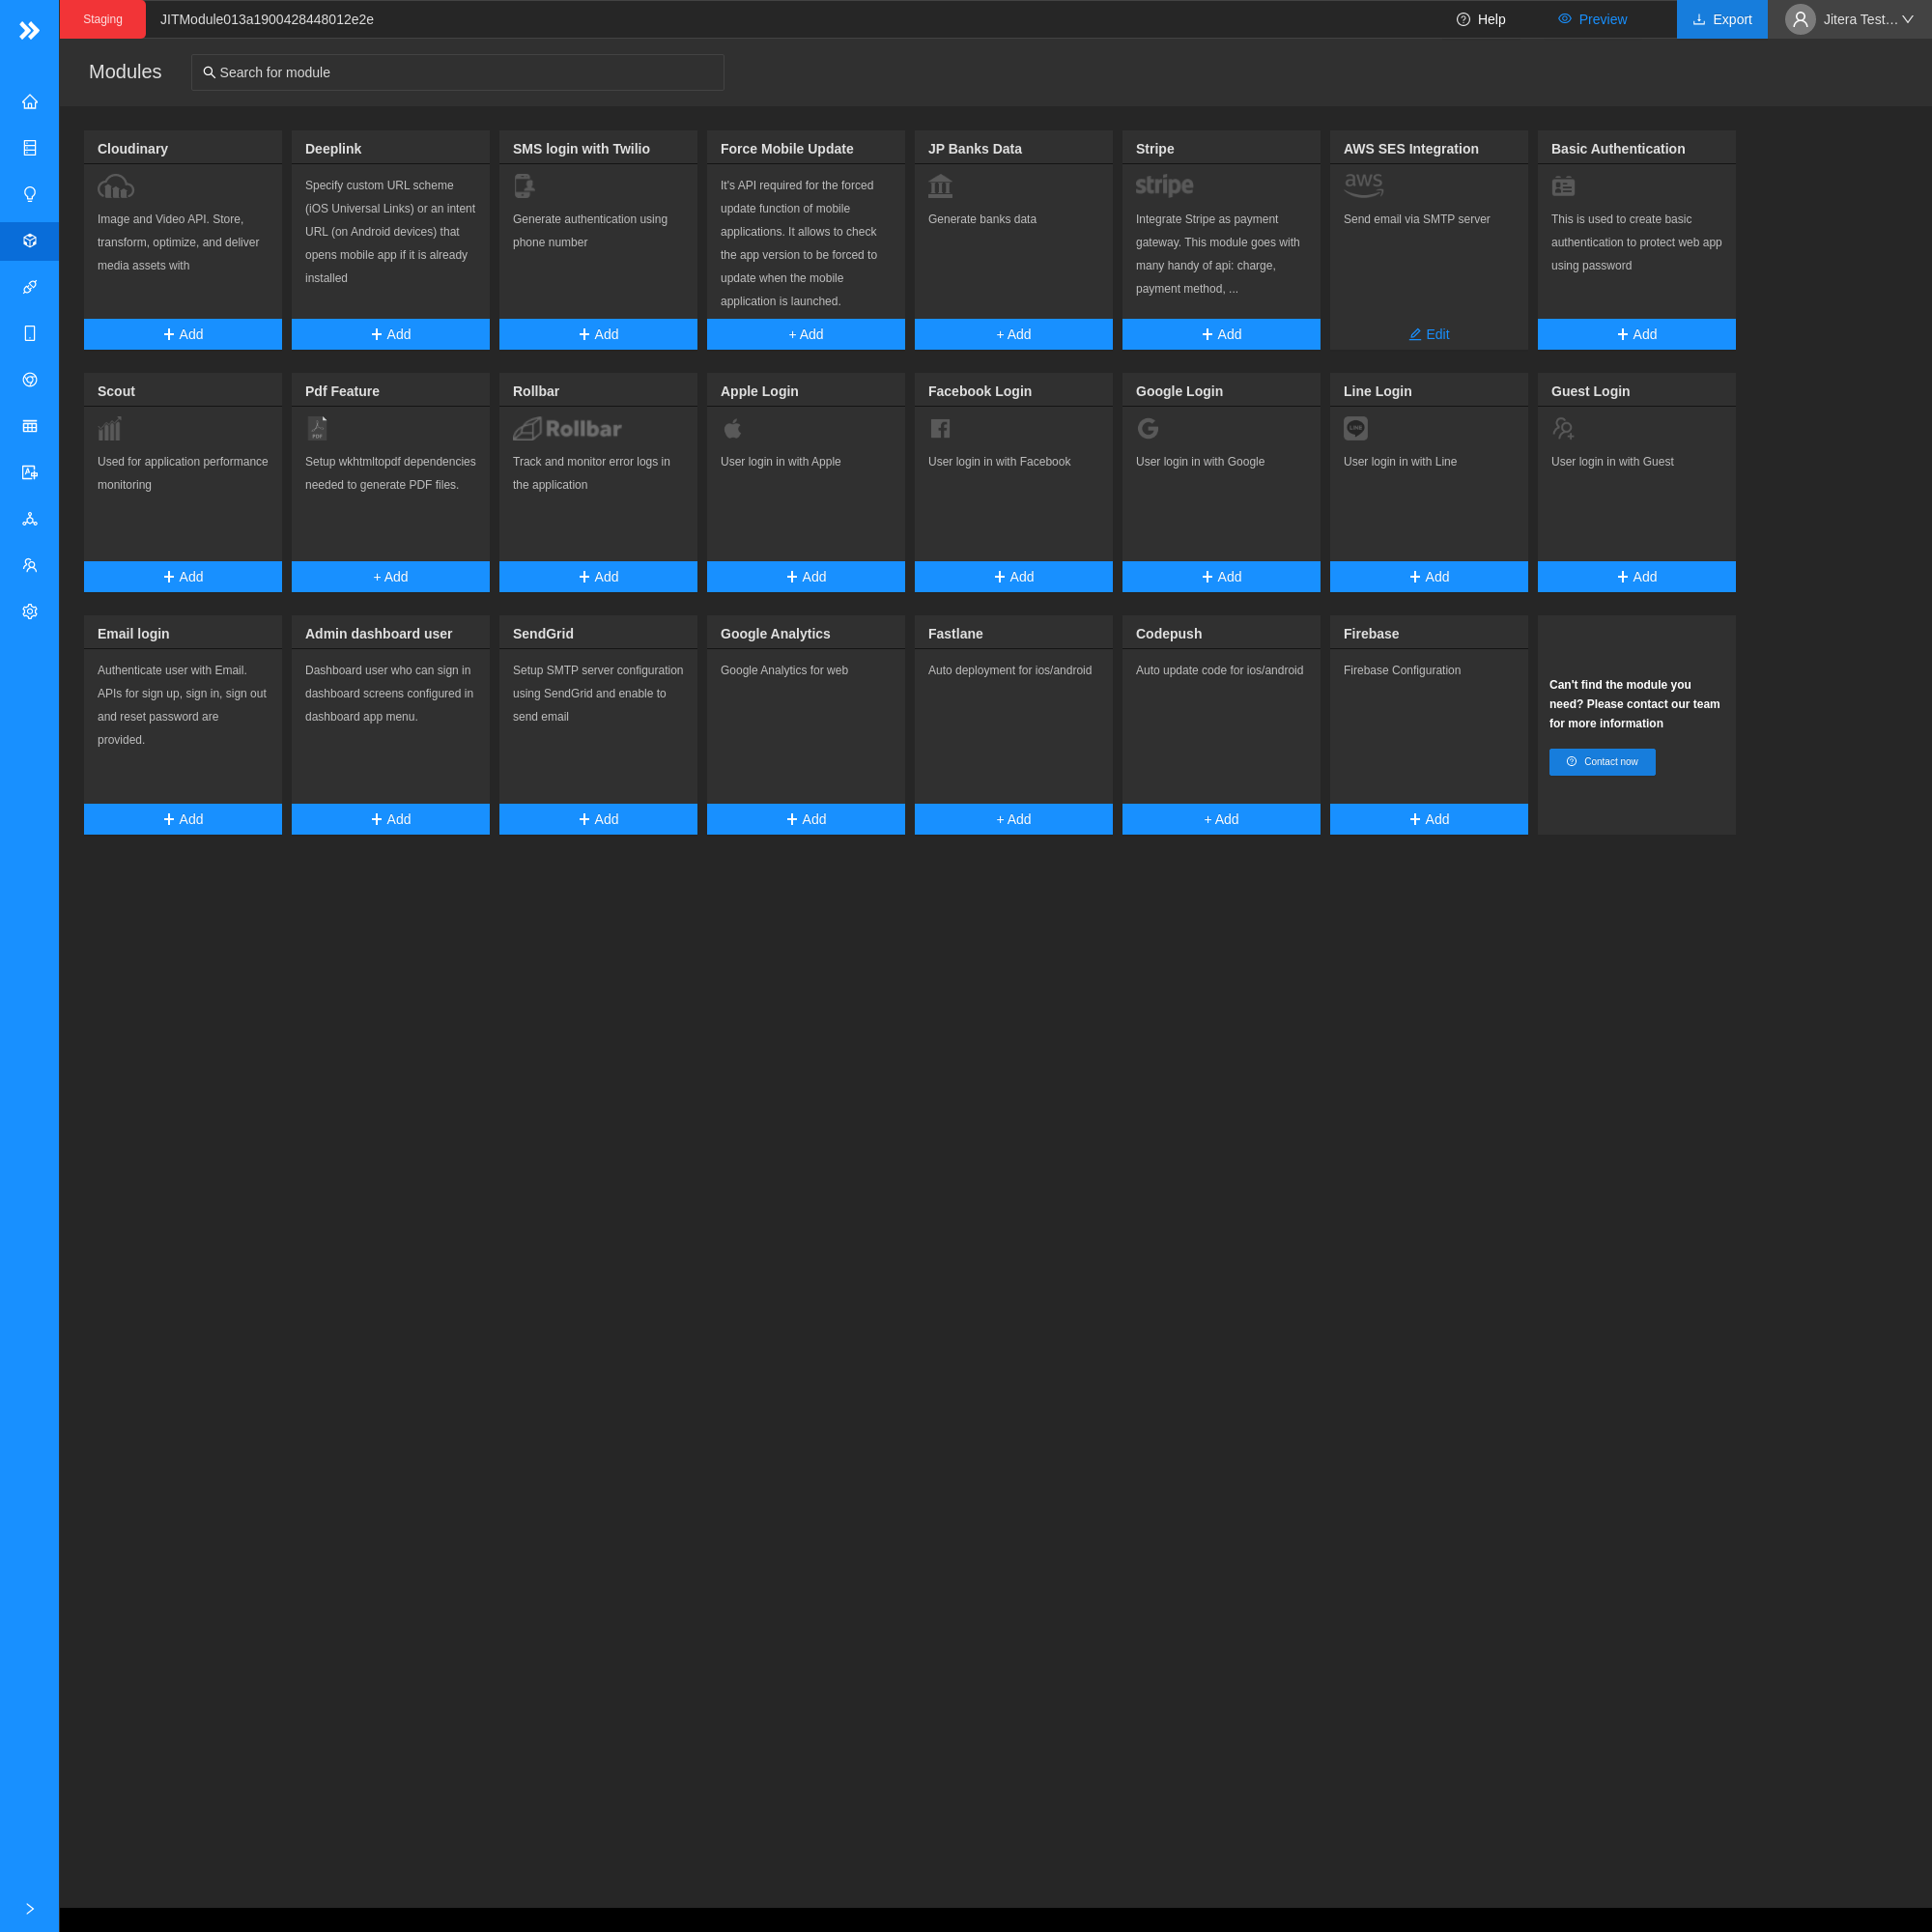 Staging
JITModule013a1900428448012e2e
Help
Preview
Export
Jitera Test...
Modules
Search for module
Cloudinary
Image and Video API. Store,
transform, optimize, and deliver
media assets with
+ Add
Deeplink
Specify custom URL scheme
(iOS Universal Links) or an intent
URL (on Android devices) that
opens mobile app if it is already
installed
+ Add
SMS login with Twilio
Generate authentication using
phone number
+ Add
Force Mobile Update
It's API required for the forced
update function of mobile
applications. It allows to check
the app version to be forced to
update when the mobile
application is launched.
+ Add
JP Banks Data
Generate banks data
+ Add
Stripe
stripe
Integrate Stripe as payment
gateway. This module goes with
many handy of api: charge,
payment method, ...
+ Add
AWS SES Integration
aws
Send email via SMTP server
Edit
Basic Authentication
This is used to create basic
authentication to protect web app
using password
+ Add
Scout
Used for application performance
monitoring
+ Add
Pdf Feature
PDF
Setup wkhtmltopdf dependencies
needed to generate PDF files.
+ Add
Rollbar
Rollbar
Track and monitor error logs in
the application
+ Add
Apple Login
User login in with Apple
+ Add
Facebook Login
User login in with Facebook
+ Add
Google Login
User login in with Google
+ Add
Line Login
LINE
User login in with Line
+ Add
Guest Login
User login in with Guest
+ Add
Email login
Authenticate user with Email.
APIs for sign up, sign in, sign out
and reset password are
provided.
+ Add
Admin dashboard user
Dashboard user who can sign in
dashboard screens configured in
dashboard app menu.
+ Add
SendGrid
Setup SMTP server configuration
using SendGrid and enable to
send email
+ Add
Google Analytics
Google Analytics for web
+ Add
Fastlane
Auto deployment for ios/android
+ Add
Codepush
Auto update code for ios/android
+ Add
Firebase
Firebase Configuration
+ Add
Can't find the module you
need? Please contact our team
for more information
Contact now